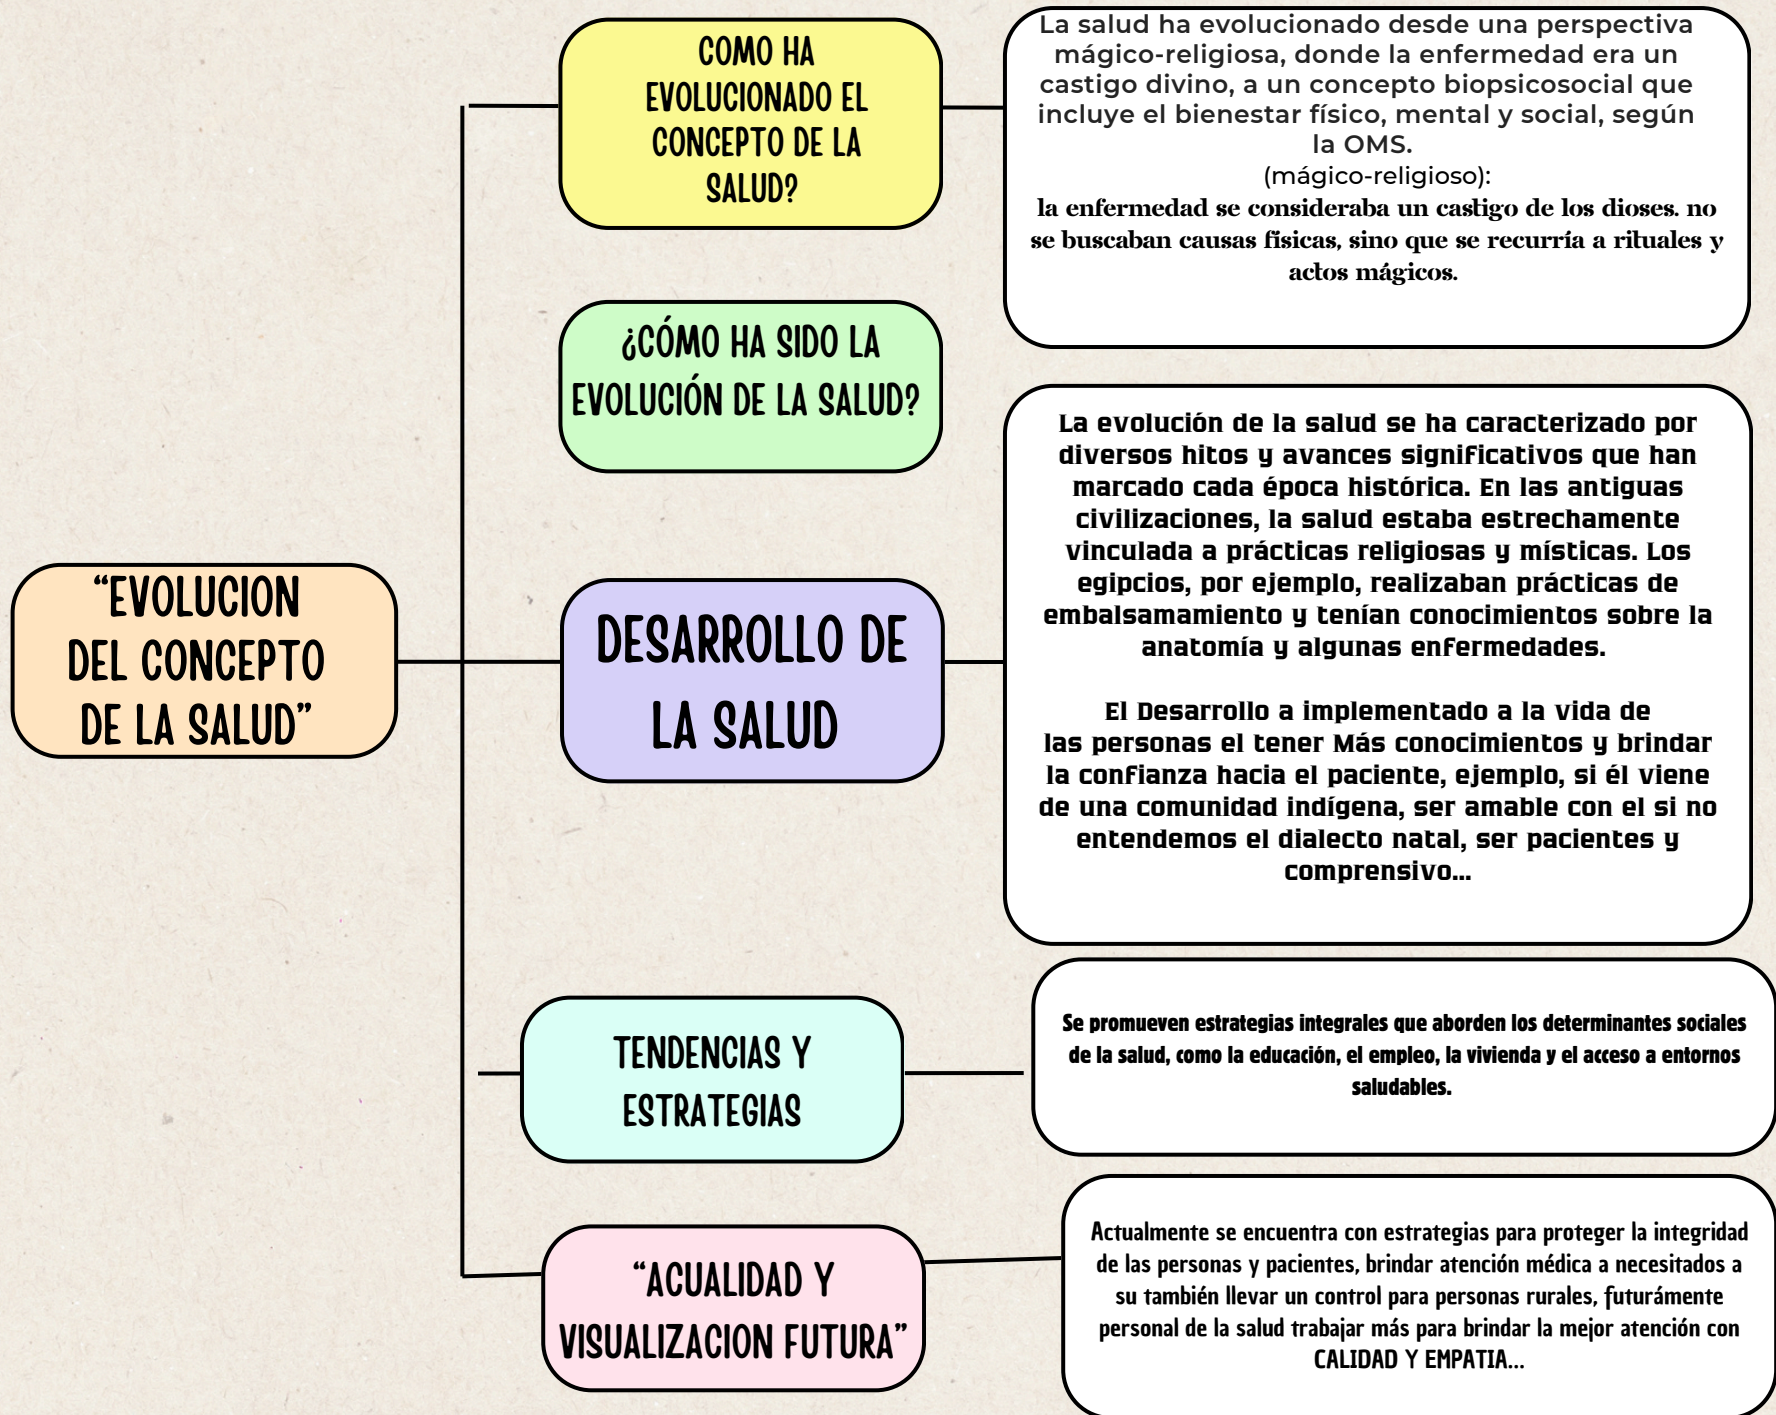 COMO HA
EVOLUCIONADO EL
CONCEPTO DE LA
SALUD?
La salud ha evolucionado desde una perspectiva
mágico-religiosa, donde la enfermedad era un
castigo divino, a un concepto biopsicosocial que
incluye el bienestar físico, mental y social, según
la OMS.
(mágico-religioso):
la enfermedad se consideraba un castigo de los dioses. no
se buscaban causas físicas, sino que se recurría a rituales y
actos mágicos.
¿CÓMO HA SIDO LA
EVOLUCIÓN DE LA SALUD?
"EVOLUCION
DEL CONCEPTO
DE LA SALUD"
DESARROLLO DE
LA SALUD
La evolución de la salud se ha caracterizado por
diversos hitos y avances significativos que han
marcado cada época histórica. En las antiguas
civilizaciones, la salud estaba estrechamente
vinculada a prácticas religiosas y místicas. Los
egipcios, por ejemplo, realizaban prácticas de
embalsamamiento y tenían conocimientos sobre la
anatomía y algunas enfermedades.
El Desarrollo a implementado a la vida de
las personas el tener Más conocimientos y brindar
la confianza hacia el paciente, ejemplo, si él viene
de una comunidad indígena, ser amable con el si no
entendemos el dialecto natal, ser pacientes y
comprensivo...
TENDENCIAS Y
ESTRATEGIAS
Se promueven estrategias integrales que aborden los determinantes sociales
de la salud, como la educación, el empleo, la vivienda y el acceso a entornos
saludables.
"ACUALIDAD Y
VISUALIZACION FUTURA"
Actualmente se encuentra con estrategias para proteger la integridad
de las personas y pacientes, brindar atención médica a necesitados a
su también llevar un control para personas rurales, futurámente
personal de la salud trabajar más para brindar la mejor atención con
CALIDAD Y EMPATIA...